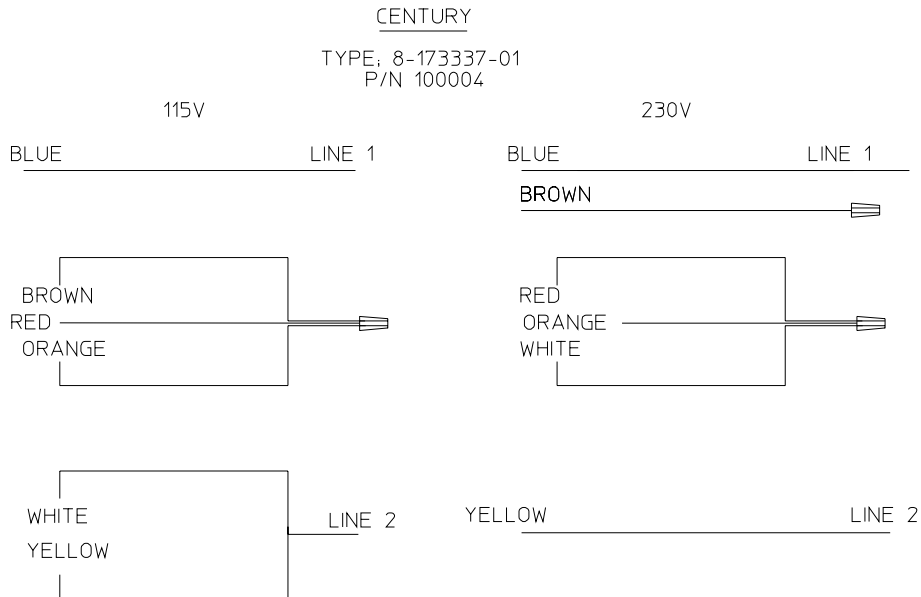 CENTURY
TYPE; 8-173337-01
P/N 100004
115V
BLUE LINE 1
BROWN
RED
ORANGE
WHITE
YELLOW
LINE 2
230V
BLUE LINE 1
BROWN
RED
ORANGE
WHITE
YELLOW LINE 2